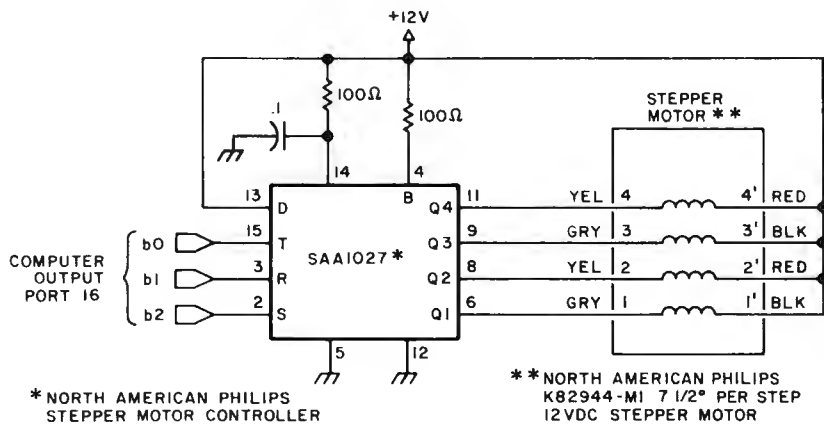 +12V
100Ω
100Ω
.1
STEPPER
MOTOR**
14
4
B
13
D
15
T
3
R
2
S
SAA1027*
11
Q4
9
Q3
8
Q2
6
Q1
YEL 4
4' RED
GRY 3
3' BLK
YEL 2
2' RED
GRY 1
1' BLK
COMPUTER
OUTPUT
PORT 16
b0
b1
b2
5
12
*NORTH AMERICAN PHILIPS
STEPPER MOTOR CONTROLLER
**NORTH AMERICAN PHILIPS
K82944-M1 7 1/2° PER STEP
12VDC STEPPER MOTOR